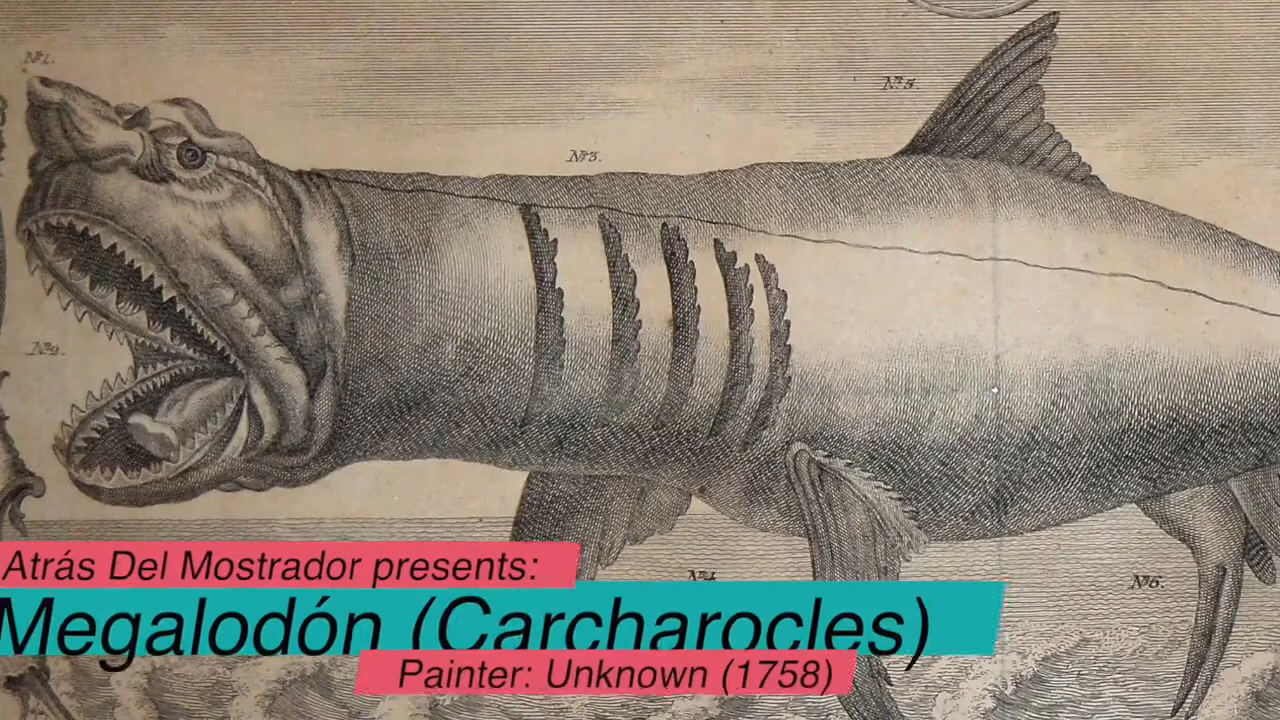 Nº1.
Nº5.
Nº3.
Nº2.
Atrás Del Mostrador presents:
Nº4
Nº6.
Megalodón (Carcharocles)
Painter: Unknown (1758)